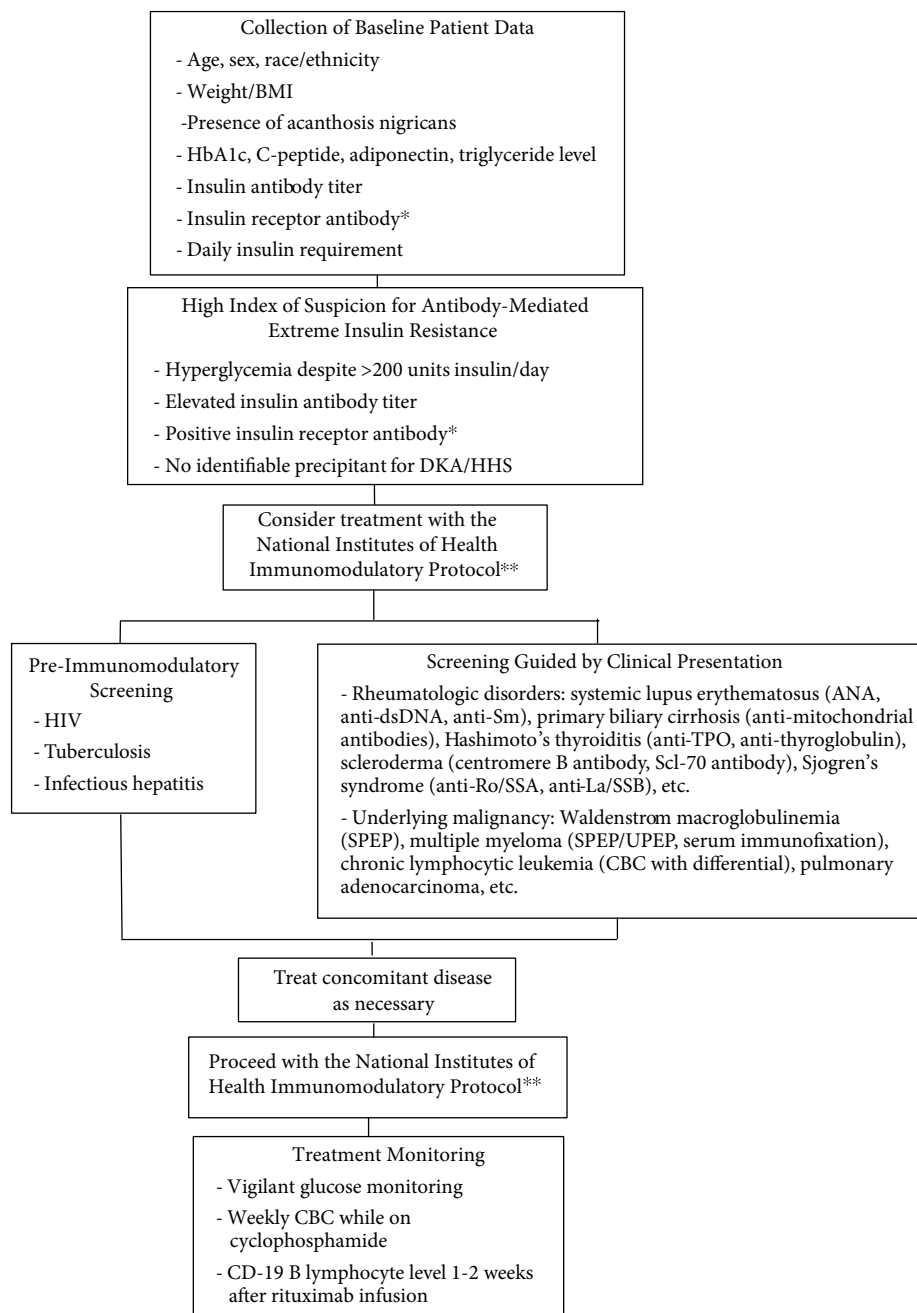 Collection of Baseline Patient Data
- Age, sex, race/ethnicity
- Weight/BMI
-Presence of acanthosis nigricans
- HbA1c, C-peptide, adiponectin, triglyceride level
- Insulin antibody titer
- Insulin receptor antibody*
- Daily insulin requirement
High Index of Suspicion for Antibody-Mediated
Extreme Insulin Resistance
- Hyperglycemia despite >200 units insulin/day
- Elevated insulin antibody titer
- Positive insulin receptor antibody*
- No identifiable precipitant for DKA/HHS
Consider treatment with the
National Institutes of Health
Immunomodulatory Protocol**
Pre-Immunomodulatory
Screening
- HIV
- Tuberculosis
- Infectious hepatitis
Screening Guided by Clinical Presentation
- Rheumatologic disorders: systemic lupus erythematosus (ANA,
anti-dsDNA, anti-Sm), primary biliary cirrhosis (anti-mitochondrial
antibodies), Hashimoto's thyroiditis (anti-TPO, anti-thyroglobulin),
scleroderma (centromere B antibody, Scl-70 antibody), Sjogren's
syndrome (anti-Ro/SSA, anti-La/SSB), etc.
- Underlying malignancy: Waldenstrom macroglobulinemia
(SPEP), multiple myeloma (SPEP/UPEP, serum immunofixation),
chronic lymphocytic leukemia (CBC with differential), pulmonary
adenocarcinoma, etc.
Treat concomitant disease
as necessary
Proceed with the National Institutes of
Health Immunomodulatory Protocol**
Treatment Monitoring
- Vigilant glucose monitoring
- Weekly CBC while on
cyclophosphamide
- CD-19 B lymphocyte level 1-2 weeks
after rituximab infusion